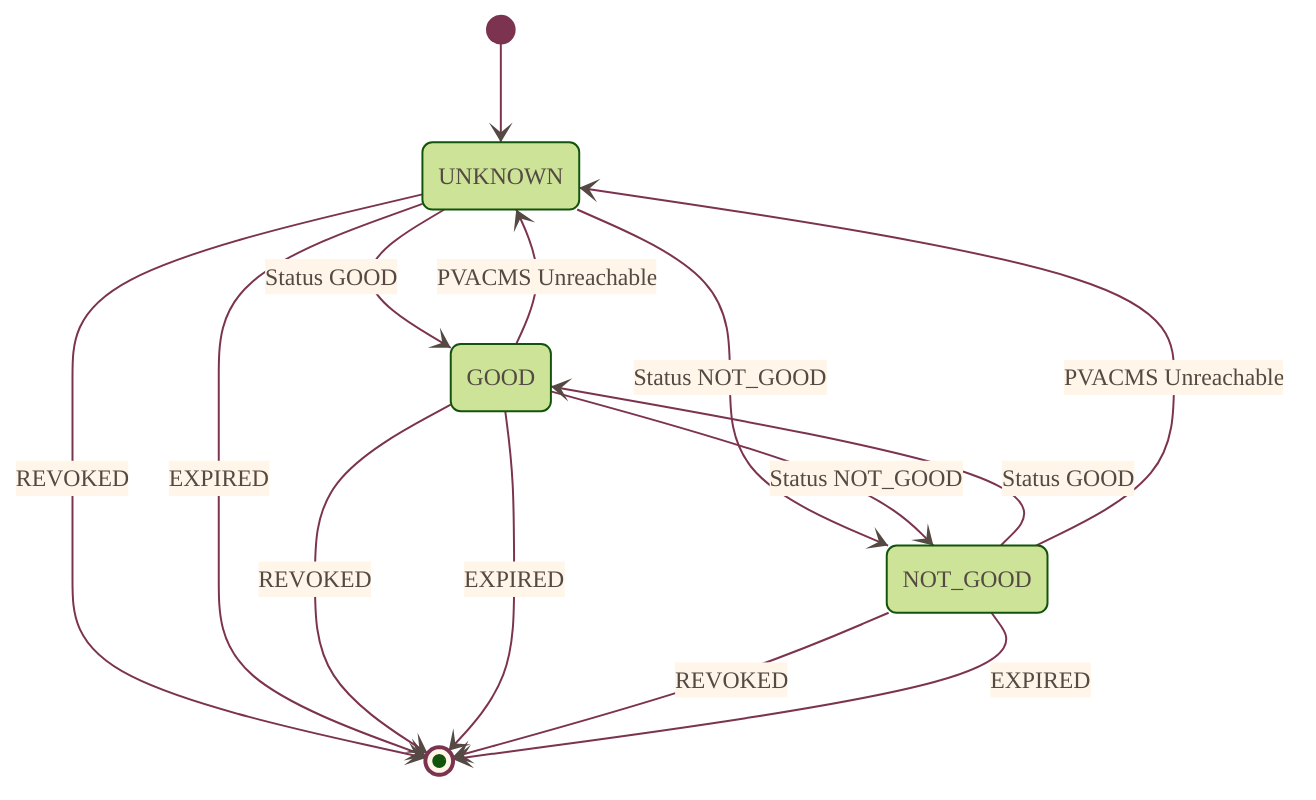 UNKNOWN
Status GOOD
PVACMS Unreachable
GOOD
Status NOT_GOOD
PVACMS Unreachable
REVOKED
EXPIRED
Status NOT_GOOD
Status GOOD
REVOKED
EXPIRED
NOT_GOOD
REVOKED
EXPIRED